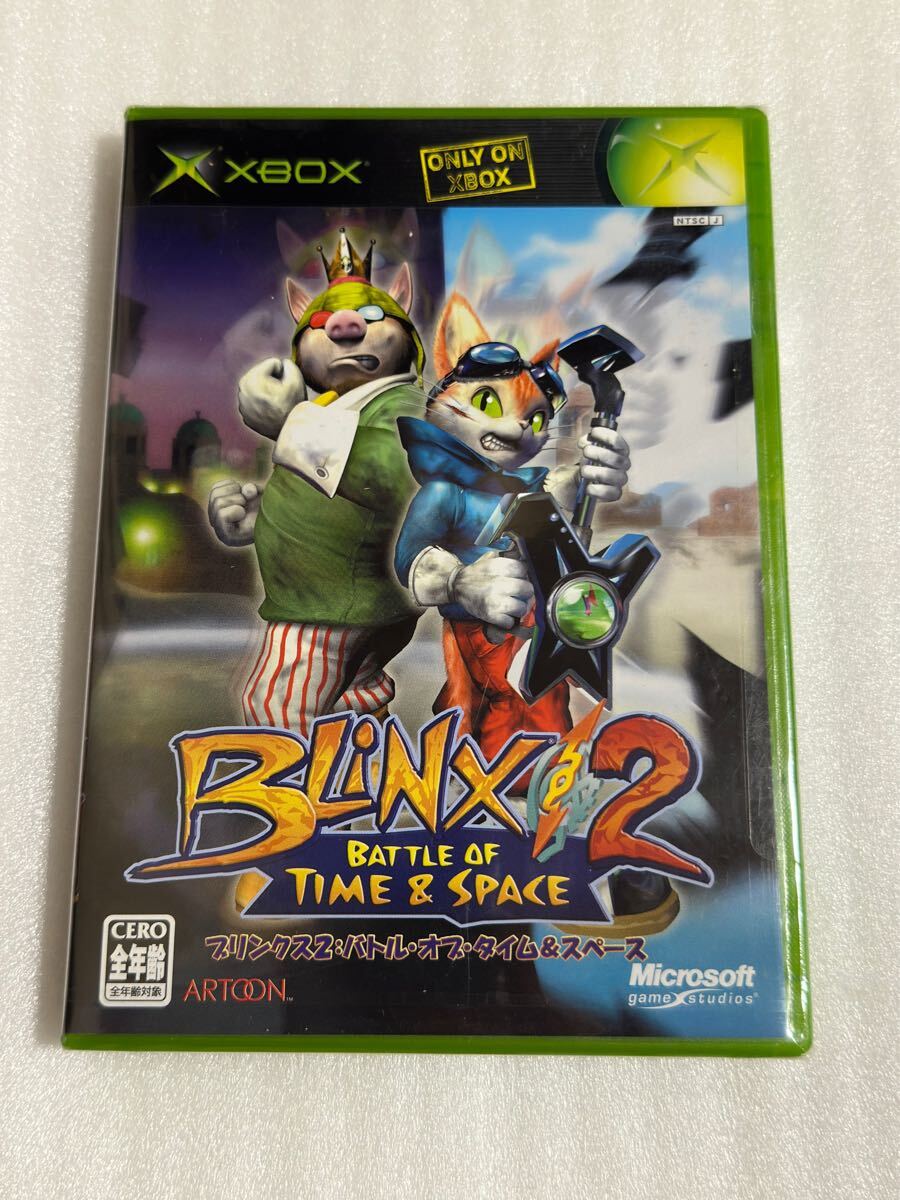 XBOX
ONLY ON
XBOX
NTSC J
BLiNX 2
BATTLE OF
TIME & SPACE
ブリンクス2:バトル・オブ・タイム&スペース
CERO
全年齢
全年齢対象
ARTOON™
Microsoft
game studios®